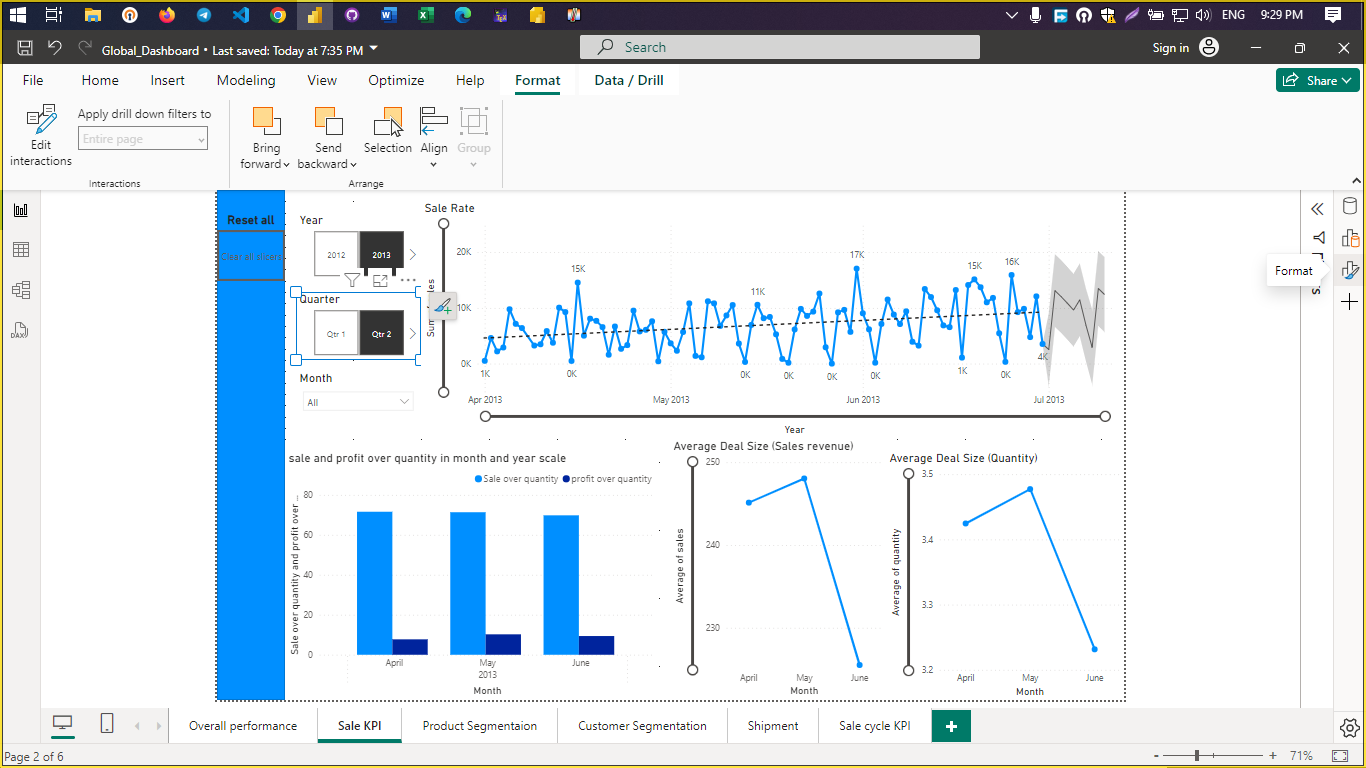 ENG 9:29 PM
Global_Dashboard • Last saved: Today at 7:35 PM
Search
Sign in
File Home Insert Modeling View Optimize Help Format Data / Drill
Share
Edit interactions
Apply drill down filters to
Entire page
Interactions
Bring forward
Send backward
Selection
Align
Group
Arrange
DAX
Reset all
Clear all slicers
Year
2012 2013
Quarter
Qtr 1 Qtr 2
Month
All
Sale Rate
20K
10K
0K
15K
11K
17K
15K
16K
1K
0K
0K
0K
0K
0K
1K
0K
4K
Apr 2013 May 2013 Jun 2013 Jul 2013
Year
Format
sale and profit over quantity in month and year scale
Sale over quantity profit over quantity
Sale over quantity and profit over ...
80
60
40
20
0
April May June
2013
Month
Average Deal Size (Sales revenue)
Average of sales
250
240
230
April May June
Month
Average Deal Size (Quantity)
Average of quantity
3.5
3.4
3.3
3.2
April May June
Month
Overall performance Sale KPI Product Segmentaion Customer Segmentation Shipment Sale cycle KPI
Page 2 of 6
- + 71%